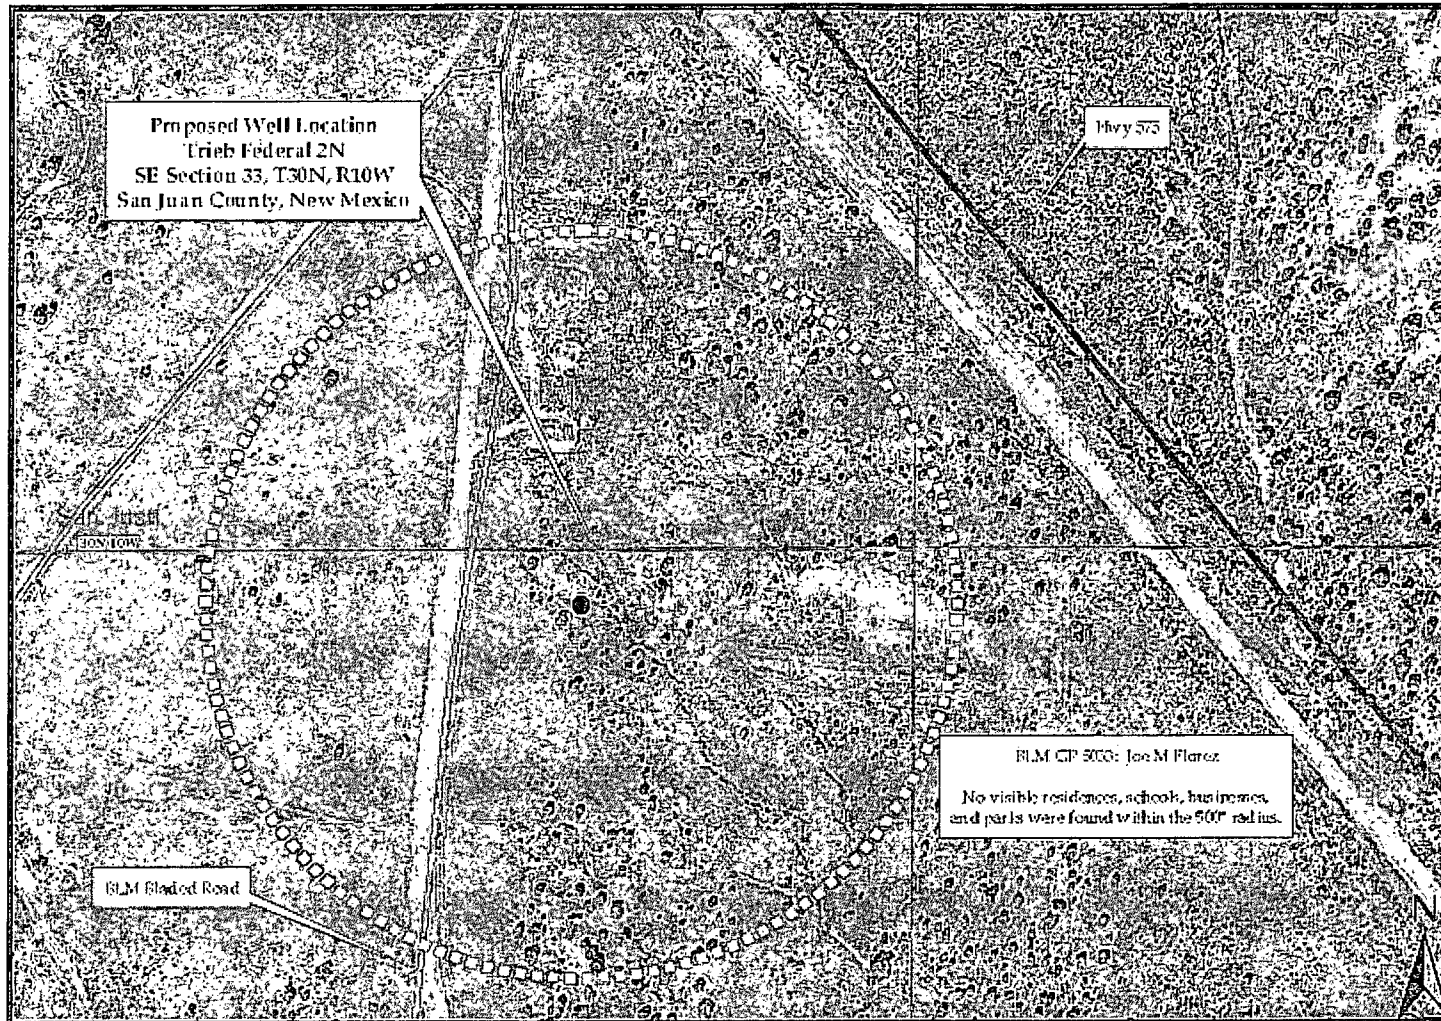 Proposed Well Location
Trieb Federal 2N
SE Section 33, T30N, R10W
San Juan County, New Mexico
Hwy 575
30N 10W
BLM Joe M Florez
No visible residences, schools, businesses,
and parks were found within the 500' radius.
BLM Bladed Road
N